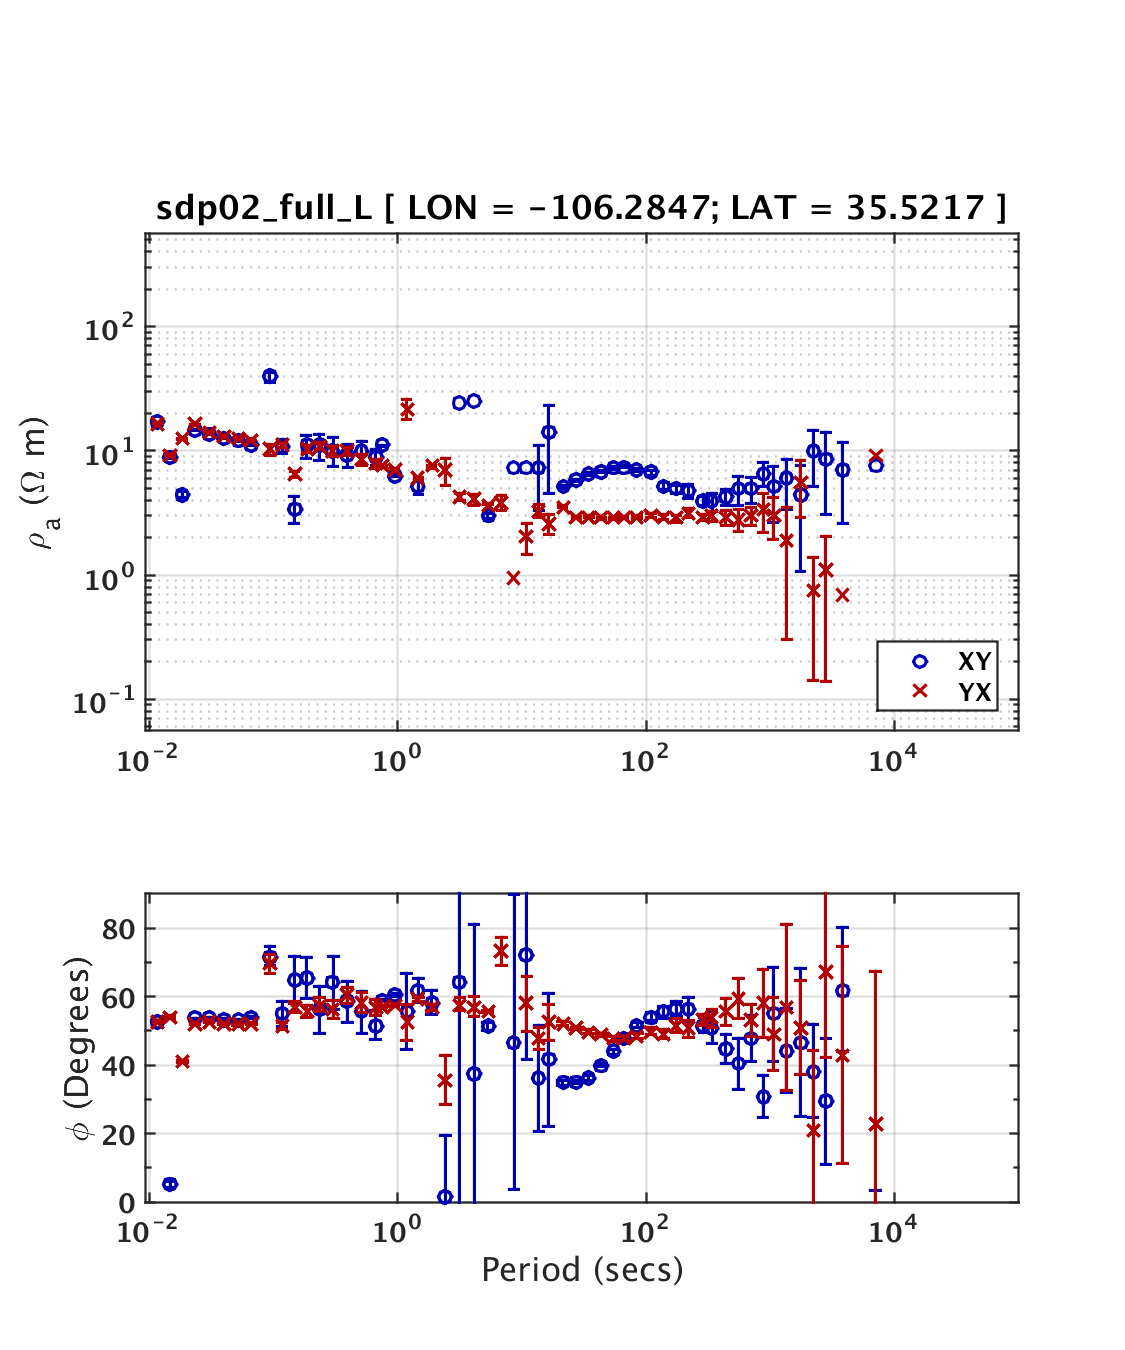 sdp02_full_L [ LON = -106.2847; LAT = 35.5217 ]
ρa (Ω m)
10²
10¹
10⁰
10⁻¹
XY
YX
10⁻² 10⁰ 10² 10⁴
ϕ (Degrees)
80
60
40
20
0
10⁻² 10⁰ 10² 10⁴
Period (secs)